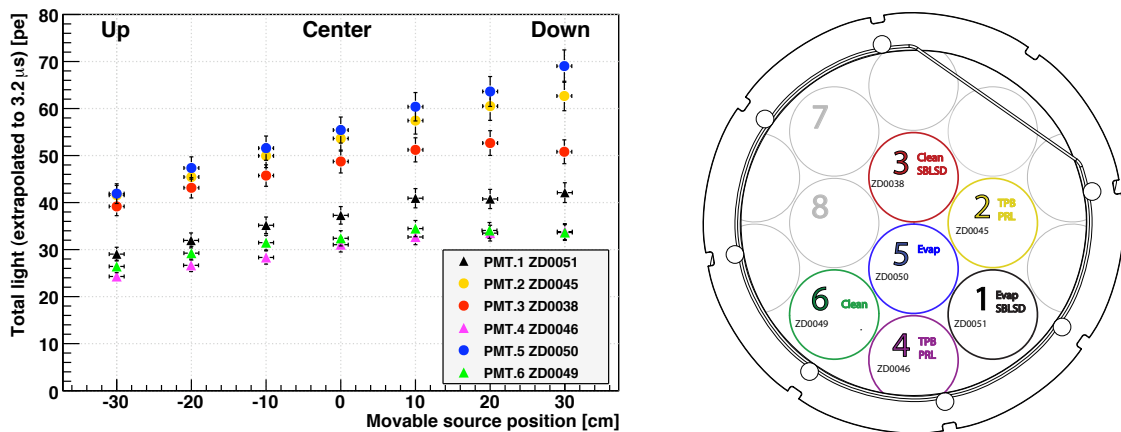 Up Center Down
Total light (extrapolated to 3.2 μs) [pe]
80
70
60
50
40
30
20
10
0
-30 -20 -10 0 10 20 30
Movable source position [cm]
PMT.1 ZD0051
PMT.2 ZD0045
PMT.3 ZD0038
PMT.4 ZD0046
PMT.5 ZD0050
PMT.6 ZD0049
7
3 Clean
SBLSD
ZD0038
8
2 TPB
PRL
ZD0045
5 Evap
ZD0050
6 Clean
ZD0049
1 Evap
SBLSD
ZD0051
4 TPB
PRL
ZD0046